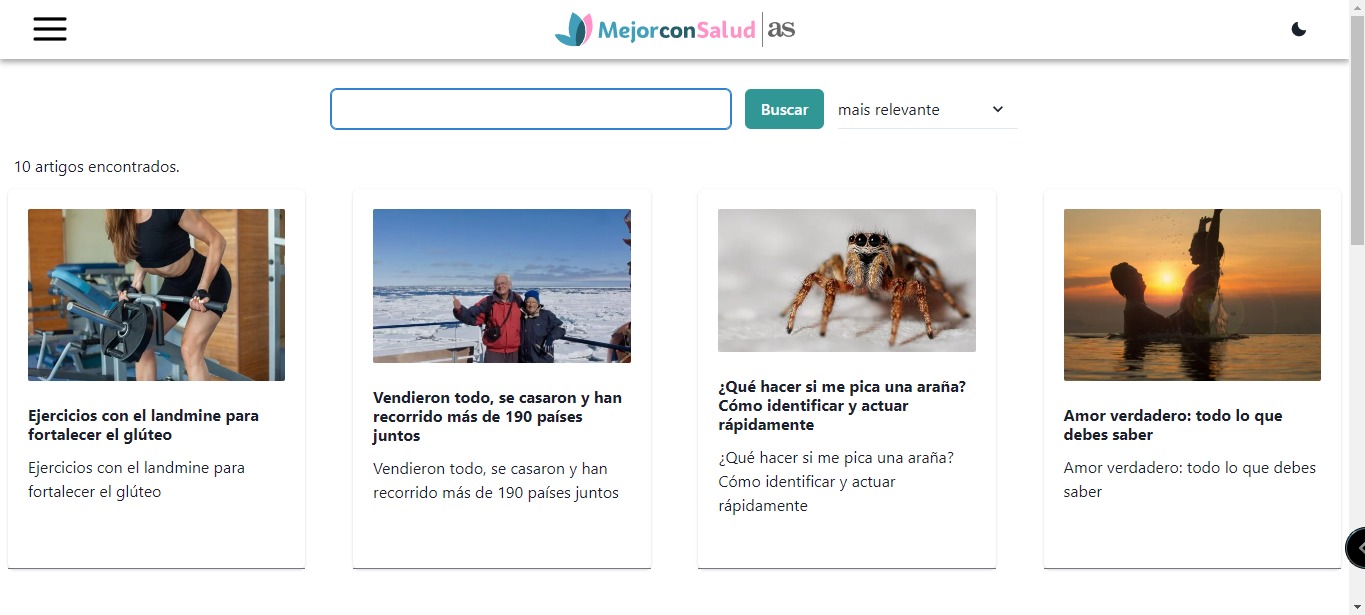 MejorconSalud as
Buscar
mais relevante
10 artigos encontrados.
Ejercicios con el landmine para
fortalecer el glúteo
Ejercicios con el landmine para
fortalecer el glúteo
Vendieron todo, se casaron y han
recorrido más de 190 países
juntos
Vendieron todo, se casaron y han
recorrido más de 190 países juntos
¿Qué hacer si me pica una araña?
Cómo identificar y actuar
rápidamente
¿Qué hacer si me pica una araña?
Cómo identificar y actuar
rápidamente
Amor verdadero: todo lo que
debes saber
Amor verdadero: todo lo que debes
saber